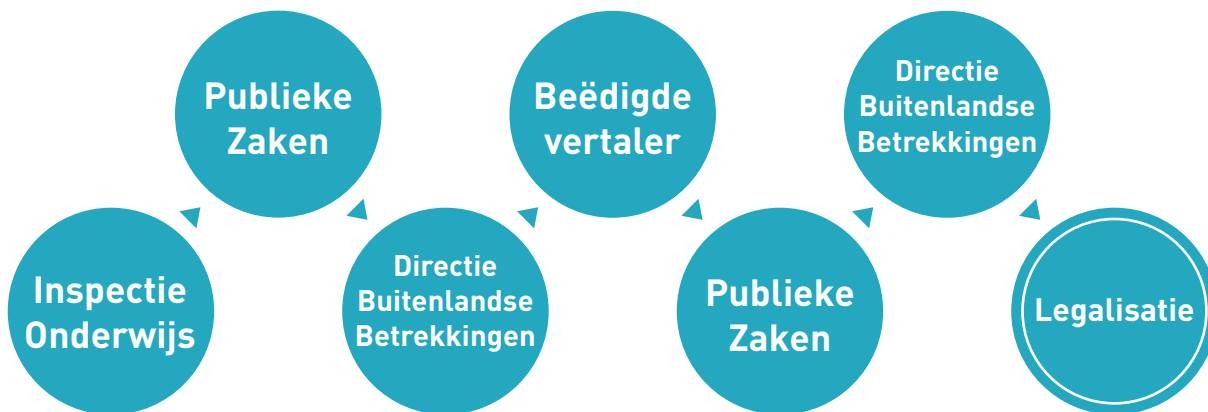 Inspectie
Onderwijs
Publieke
Zaken
Directie
Buitenlandse
Betrekkingen
Beëdigde
vertaler
Publieke
Zaken
Directie
Buitenlandse
Betrekkingen
Legalisatie